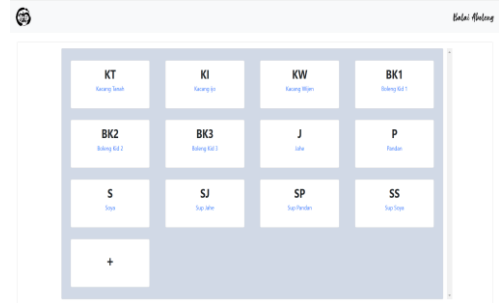 Balai Abaleng
KT
Kacang Tanah
KI
Kacang Ijo
KW
Kacang Wijen
BK1
Boleng Kid 1
BK2
Boleng Kid 2
BK3
Boleng Kid 3
J
Jahe
P
Pandan
S
Soya
SJ
Sup Jahe
SP
Sup Pandan
SS
Sup Soya
+